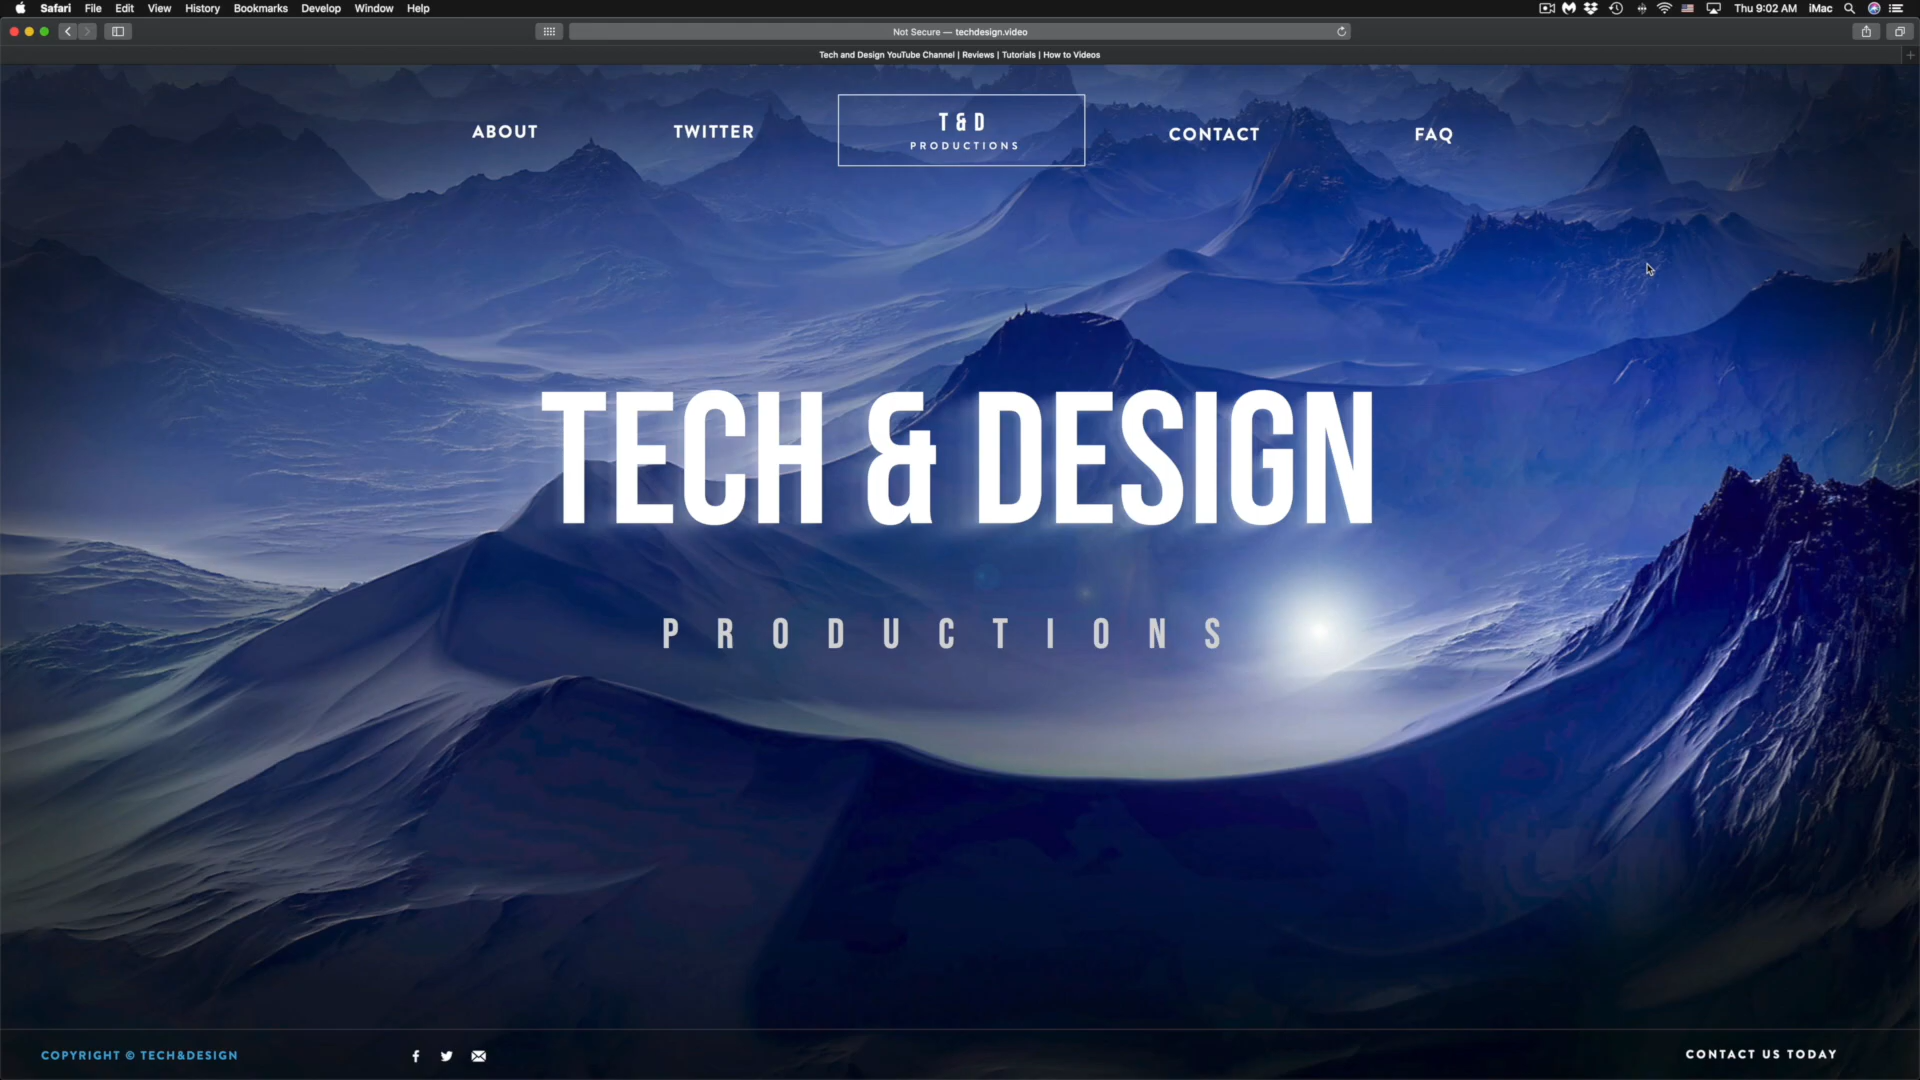 Safari File Edit View History Bookmarks Develop Window Help Thu 9:02 AM iMac
Not Secure — techdesign.video
Tech and Design YouTube Channel | Reviews | Tutorials | How to Videos
ABOUT TWITTER T & D PRODUCTIONS CONTACT FAQ
TECH & DESIGN
PRODUCTIONS
COPYRIGHT © TECH&DESIGN CONTACT US TODAY